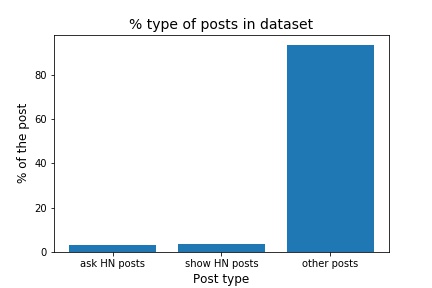 % type of posts in dataset
% of the post
80
60
40
20
0
ask HN posts show HN posts other posts
Post type